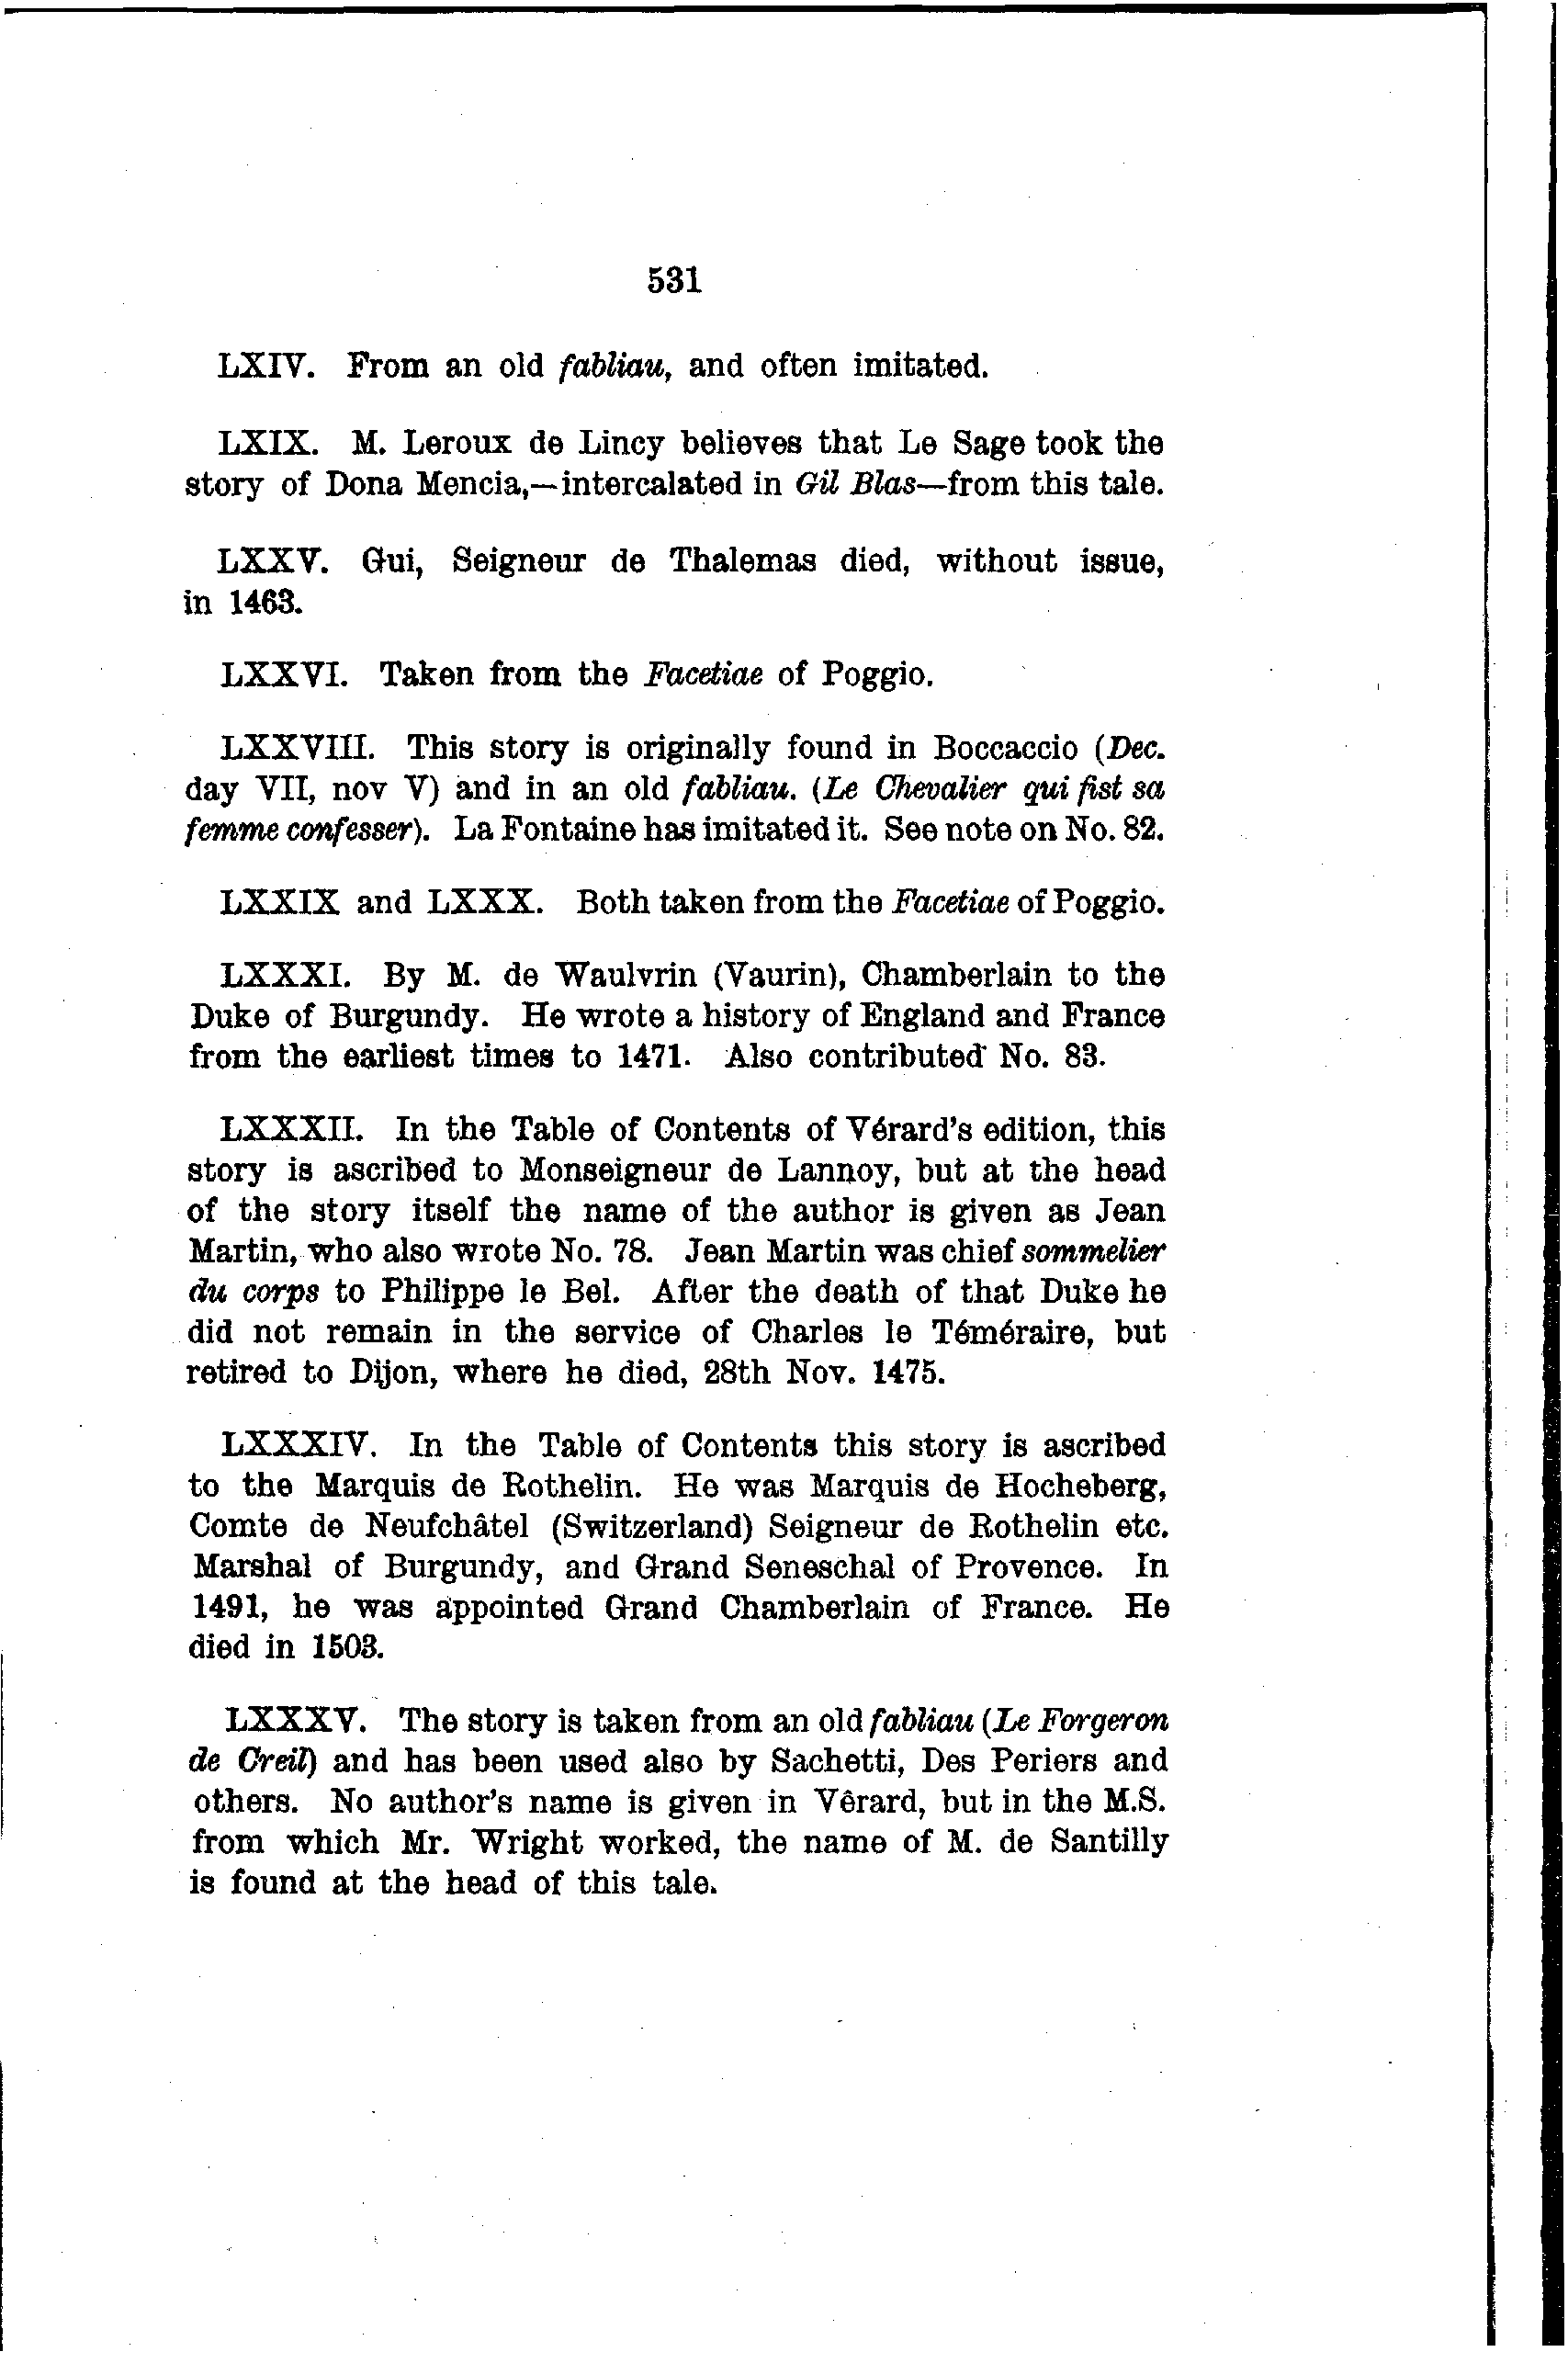 531
LXIV. From an old fabliau, and often imitated.
LXIX. M. Leroux de Lincy believes that Le Sage took the
story of Dona Mencia,—intercalated in Gil Blas—from this tale.
LXXV. Gui, Seigneur de Thalemas died, without issue,
in 1463.
LXXVI. Taken from the Facetiae of Poggio.
LXXVIII. This story is originally found in Boccaccio (Dec.
day VII, nov V) and in an old fabliau. (Le Chevalier qui fist sa
femme confesser). La Fontaine has imitated it. See note on No. 82.
LXXIX and LXXX. Both taken from the Facetiae of Poggio.
LXXXI. By M. de Waulvrin (Vaurin), Chamberlain to the
Duke of Burgundy. He wrote a history of England and France
from the earliest times to 1471. Also contributed No. 83.
LXXXII. In the Table of Contents of Vérard's edition, this
story is ascribed to Monseigneur de Lannoy, but at the head
of the story itself the name of the author is given as Jean
Martin, who also wrote No. 78. Jean Martin was chief sommelier
du corps to Philippe le Bel. After the death of that Duke he
did not remain in the service of Charles le Téméraire, but
retired to Dijon, where he died, 28th Nov. 1475.
LXXXIV. In the Table of Contents this story is ascribed
to the Marquis de Rothelin. He was Marquis de Hocheberg,
Comte de Neufchâtel (Switzerland) Seigneur de Rothelin etc.
Marshal of Burgundy, and Grand Seneschal of Provence. In
1491, he was appointed Grand Chamberlain of France. He
died in 1503.
LXXXV. The story is taken from an old fabliau (Le Forgeron
de Creil) and has been used also by Sachetti, Des Periers and
others. No author's name is given in Vêrard, but in the M.S.
from which Mr. Wright worked, the name of M. de Santilly
is found at the head of this tale.